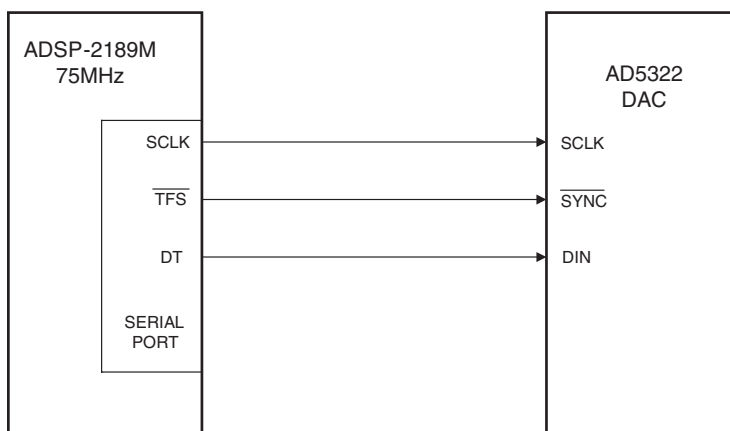 ADSP-2189M
75MHz
AD5322
DAC
SCLK
SCLK
TFS
SYNC
DT
DIN
SERIAL
PORT